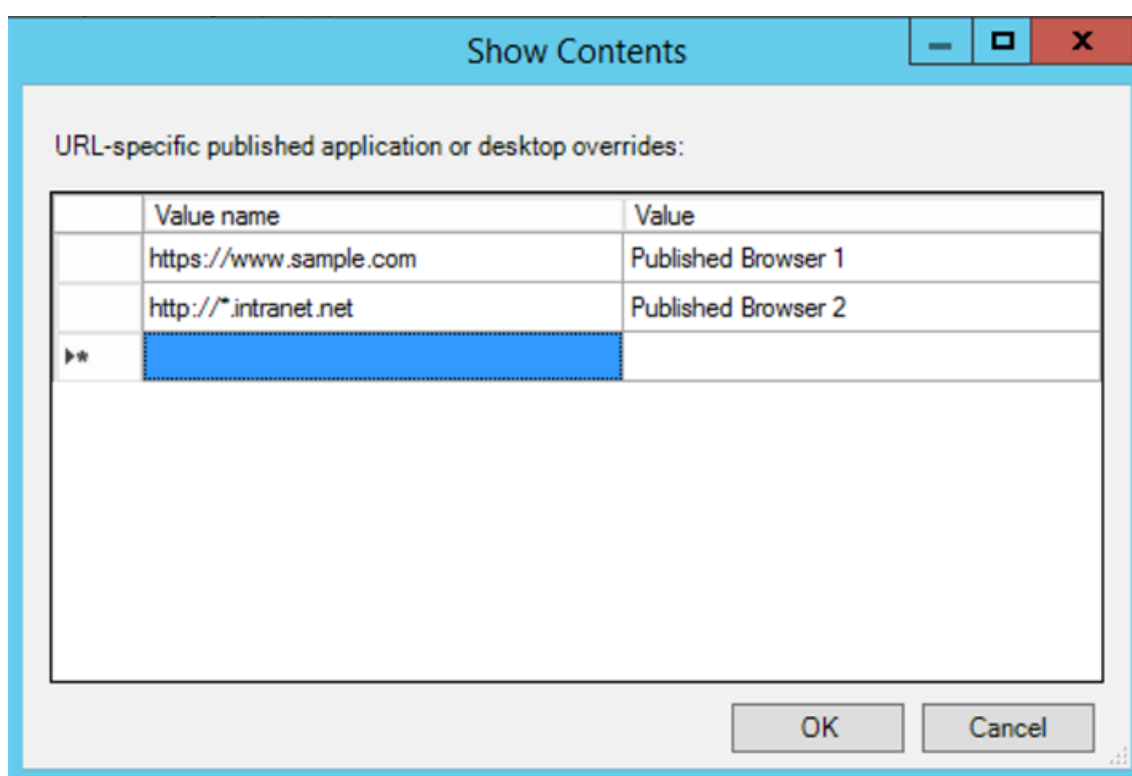 Show Contents
URL-specific published application or desktop overrides:
Value name Value
https://www.sample.com Published Browser 1
http://*.intranet.net Published Browser 2
OK Cancel